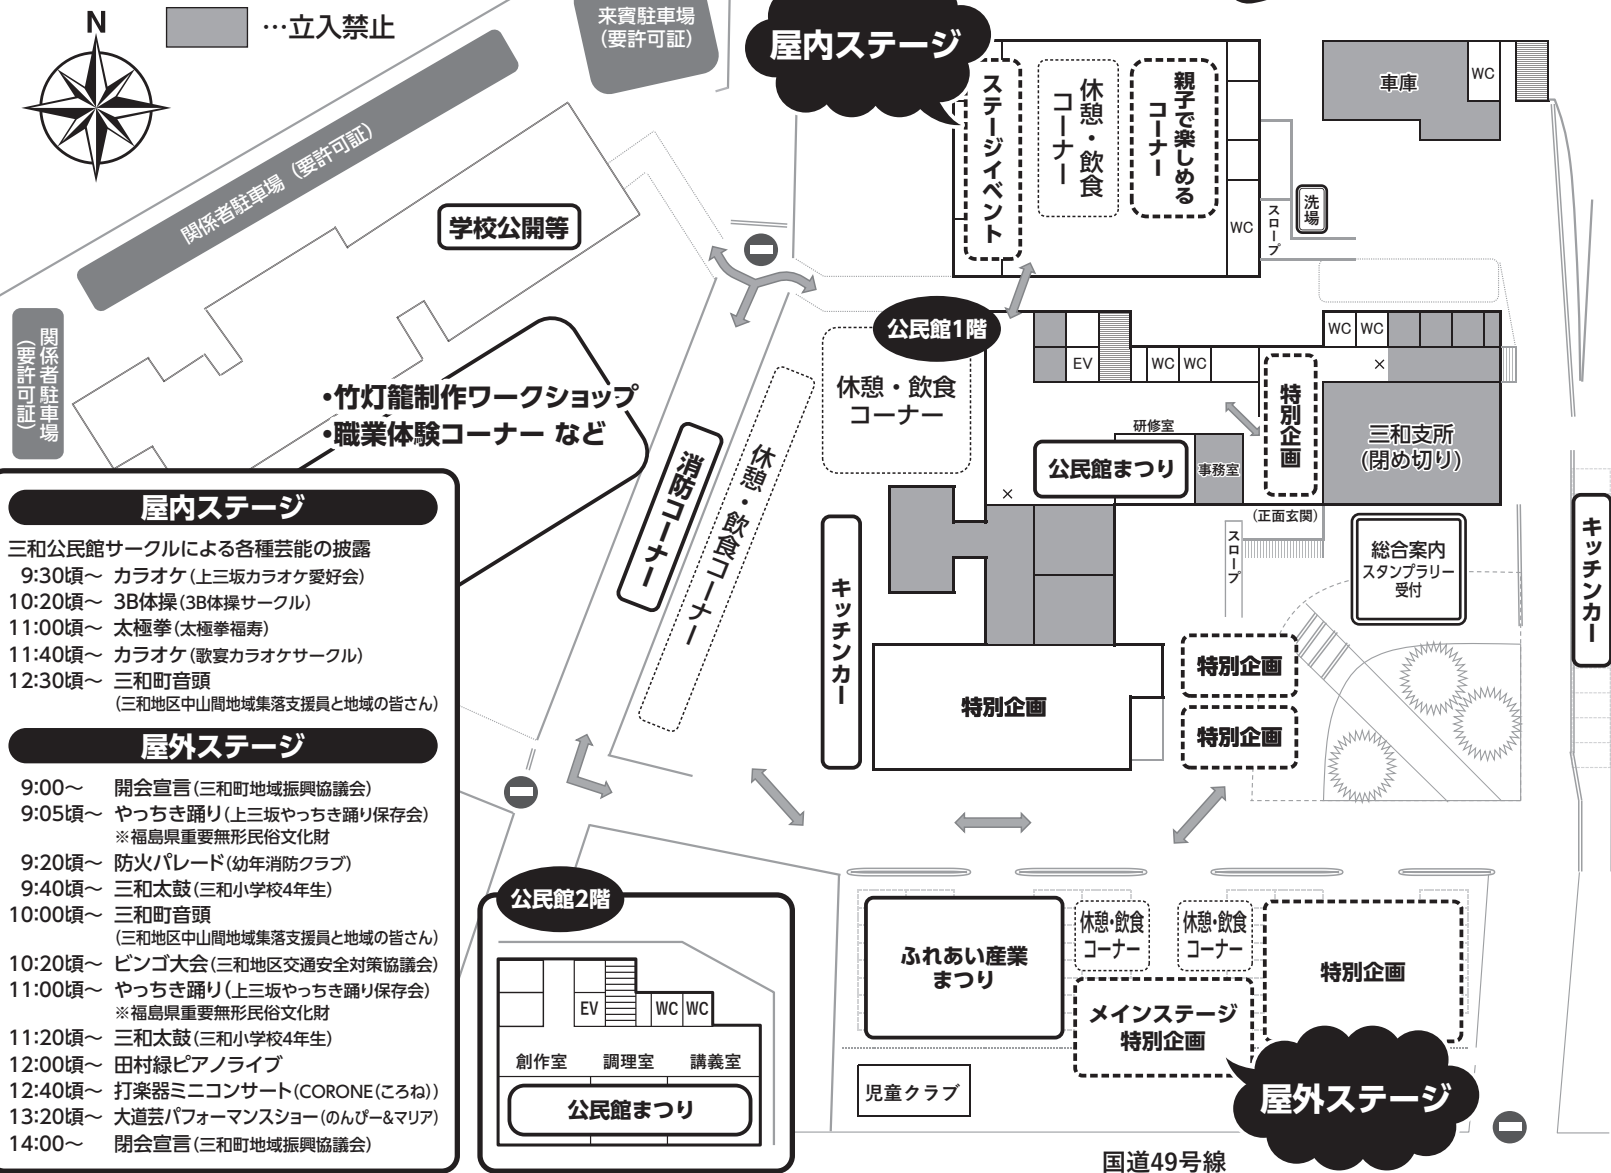 N
…立入禁止
来賓駐車場
(要許可証)
関係者駐車場 (要許可証)
関係者駐車場
(要許可証)
学校公開等
・竹灯籠制作ワークショップ
・職業体験コーナー など
消防コーナー
休憩・飲食コーナー
屋内ステージ
ステージイベント
休憩・飲食
コーナー
親子で楽しめる
コーナー
WC
スロープ
洗場
車庫
WC
公民館1階
休憩・飲食
コーナー
EV
WC
WC
WC
WC
×
特別企画
三和支所
(閉め切り)
研修室
公民館まつり
事務室
×
(正面玄関)
スロープ
総合案内
スタンプラリー
受付
キッチンカー
キッチンカー
特別企画
特別企画
特別企画
屋内ステージ
三和公民館サークルによる各種芸能の披露
9:30頃〜 カラオケ(上三坂カラオケ愛好会)
10:20頃〜 3B体操(3B体操サークル)
11:00頃〜 太極拳(太極拳福寿)
11:40頃〜 カラオケ(歌宴カラオケサークル)
12:30頃〜 三和町音頭
(三和地区中山間地域集落支援員と地域の皆さん)
屋外ステージ
9:00〜 開会宣言(三和町地域振興協議会)
9:05頃〜 やっちき踊り(上三坂やっちき踊り保存会)
※福島県重要無形民俗文化財
9:20頃〜 防火パレード(幼年消防クラブ)
9:40頃〜 三和太鼓(三和小学校4年生)
10:00頃〜 三和町音頭
(三和地区中山間地域集落支援員と地域の皆さん)
10:20頃〜 ビンゴ大会(三和地区交通安全対策協議会)
11:00頃〜 やっちき踊り(上三坂やっちき踊り保存会)
※福島県重要無形民俗文化財
11:20頃〜 三和太鼓(三和小学校4年生)
12:00頃〜 田村緑ピアノライブ
12:40頃〜 打楽器ミニコンサート(CORONE(ころね))
13:20頃〜 大道芸パフォーマンスショー(のんぴー&マリア)
14:00〜 閉会宣言(三和町地域振興協議会)
公民館2階
EV
WC
WC
創作室
調理室
講義室
公民館まつり
ふれあい産業
まつり
休憩・飲食
コーナー
休憩・飲食
コーナー
特別企画
メインステージ
特別企画
児童クラブ
屋外ステージ
国道49号線